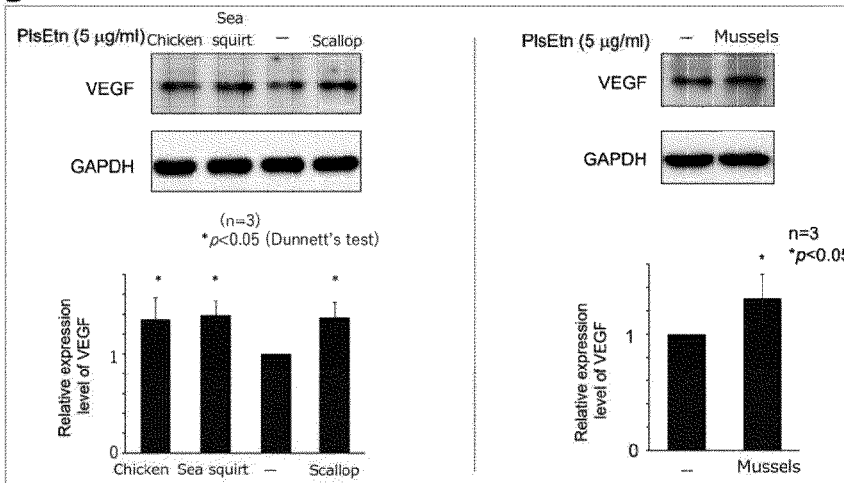 PlsEtn (5 μg/ml) Chicken Sea squirt — Scallop
VEGF
GAPDH
(n=3)
*p<0.05 (Dunnett's test)
* * *
Relative expression level of VEGF
1
0
Chicken Sea squirt — Scallop
PlsEtn (5 μg/ml) — Mussels
VEGF
GAPDH
n=3
*p<0.05
*
Relative expression level of VEGF
1
0
— Mussels